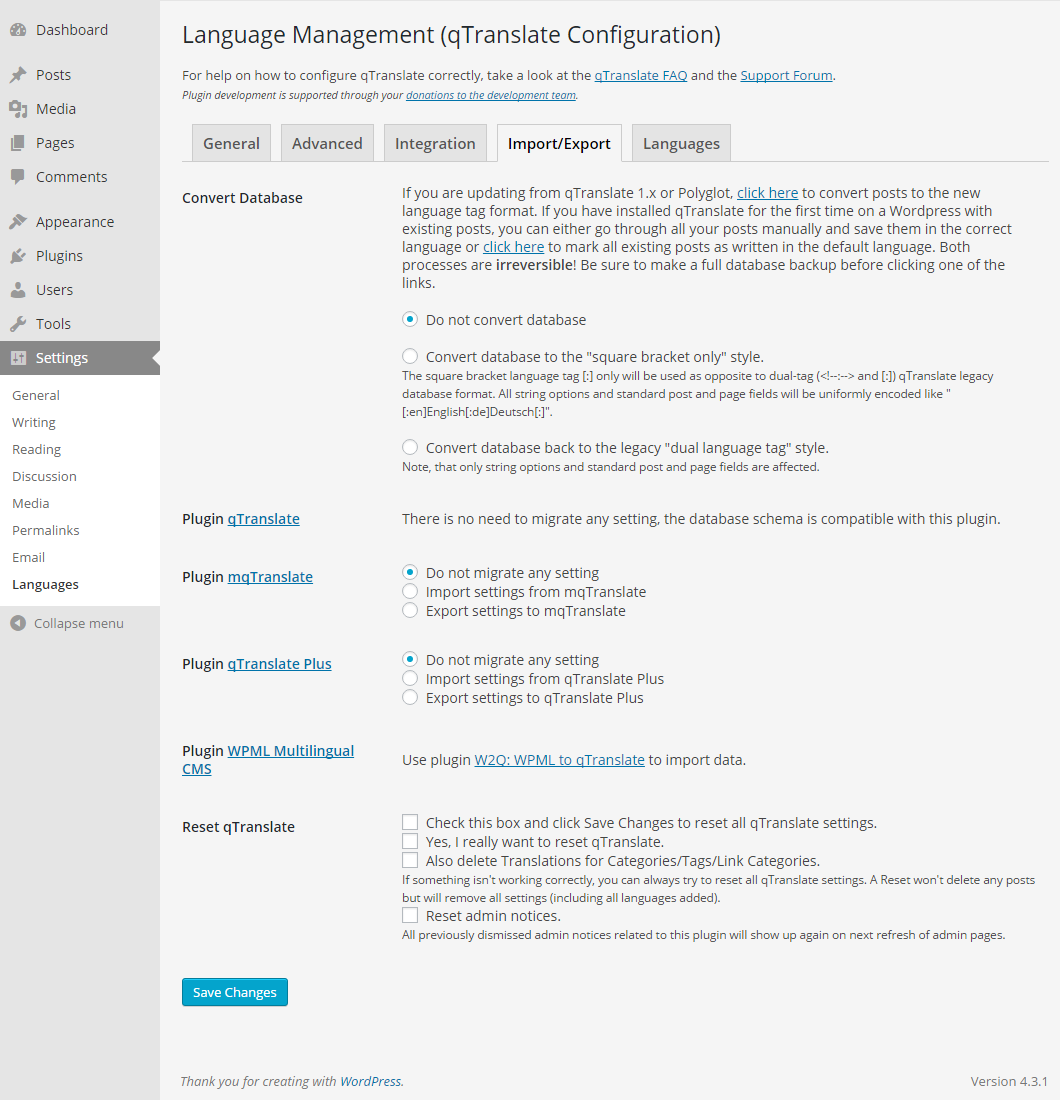 Dashboard
Posts
Media
Pages
Comments
Appearance
Plugins
Users
Tools
Settings
General
Writing
Reading
Discussion
Media
Permalinks
Email
Languages
Collapse menu
Language Management (qTranslate Configuration)
For help on how to configure qTranslate correctly, take a look at the qTranslate FAQ and the Support Forum.
Plugin development is supported through your donations to the development team.
General
Advanced
Integration
Import/Export
Languages
Convert Database
If you are updating from qTranslate 1.x or Polyglot, click here to convert posts to the new
language tag format. If you have installed qTranslate for the first time on a Wordpress with
existing posts, you can either go through all your posts manually and save them in the correct
language or click here to mark all existing posts as written in the default language. Both
processes are irreversible! Be sure to make a full database backup before clicking one of the
links.
Do not convert database
Convert database to the "square bracket only" style.
The square bracket language tag [:] only will be used as opposite to dual-tag (<!--:--> and [:]) qTranslate legacy
database format. All string options and standard post and page fields will be uniformly encoded like "
[:en]English[:de]Deutsch[:]".
Convert database back to the legacy "dual language tag" style.
Note, that only string options and standard post and page fields are affected.
Plugin qTranslate
There is no need to migrate any setting, the database schema is compatible with this plugin.
Plugin mqTranslate
Do not migrate any setting
Import settings from mqTranslate
Export settings to mqTranslate
Plugin qTranslate Plus
Do not migrate any setting
Import settings from qTranslate Plus
Export settings to qTranslate Plus
Plugin WPML Multilingual
CMS
Use plugin W2Q: WPML to qTranslate to import data.
Reset qTranslate
Check this box and click Save Changes to reset all qTranslate settings.
Yes, I really want to reset qTranslate.
Also delete Translations for Categories/Tags/Link Categories.
If something isn't working correctly, you can always try to reset all qTranslate settings. A Reset won't delete any posts
but will remove all settings (including all languages added).
Reset admin notices.
All previously dismissed admin notices related to this plugin will show up again on next refresh of admin pages.
Save Changes
Thank you for creating with WordPress.
Version 4.3.1